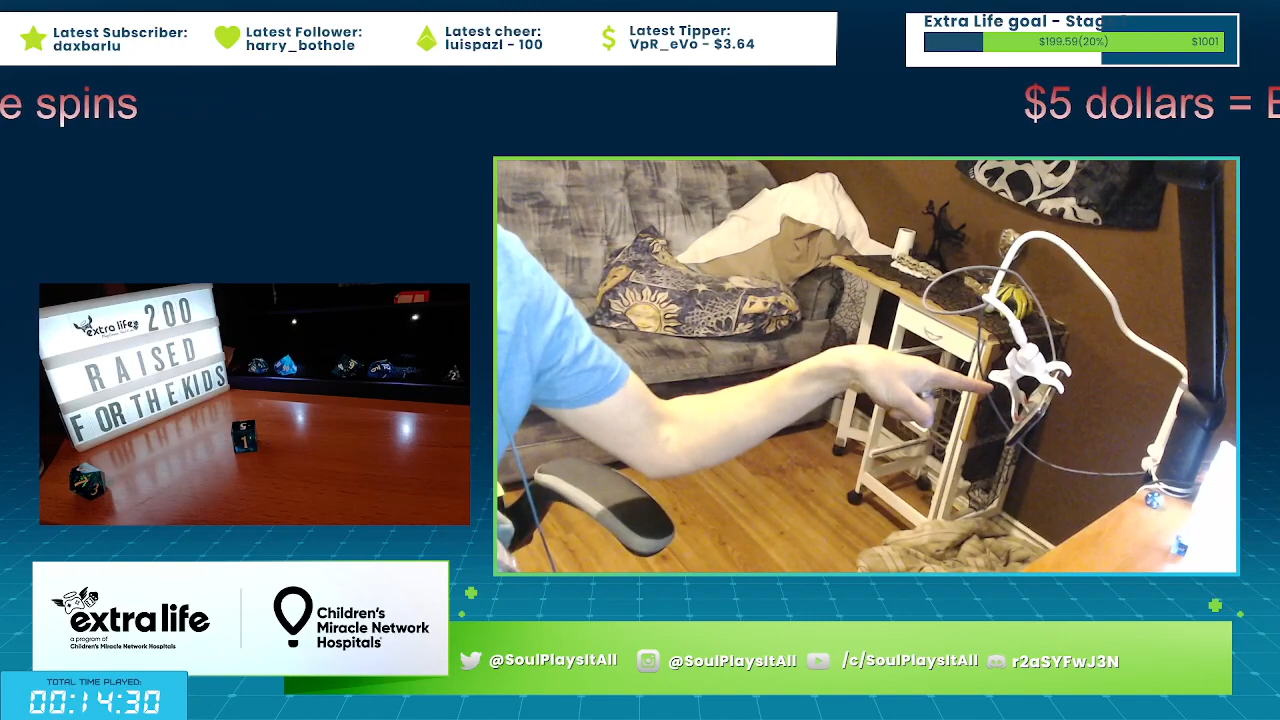 Latest Subscriber:
daxbarlu
Latest Follower:
harry_bothole
Latest cheer:
luispazl - 100
Latest Tipper:
VpR_eVo - $3.64
Extra Life goal - Stag
$199.59(20%)
$1001
e spins
$5 dollars = E
extra life
200
RAISED
FOR THE KIDS
1
3
extra life
a program of
Children's Miracle Network Hospitals
Children's
Miracle Network
Hospitals
@SoulPlaysItAll
@SoulPlaysItAll
/c/SoulPlaysItAll
r2aSYFwJ3N
TOTAL TIME PLAYED:
00:14:30